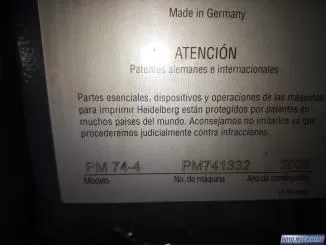 Made in Germany
ATENCIÓN
Patentes alemanes e internacionales
Partes esenciales, dispositivos y operaciones de las máquinas
para imprimir Heidelberg están protegidos por patentes en
muchos países del mundo. Aconsejamos no imitarlos ya que
procederemos judicialmente contra infracciones.
PM 74-4 PM741332
Modelo No. de máquina Año de construcción